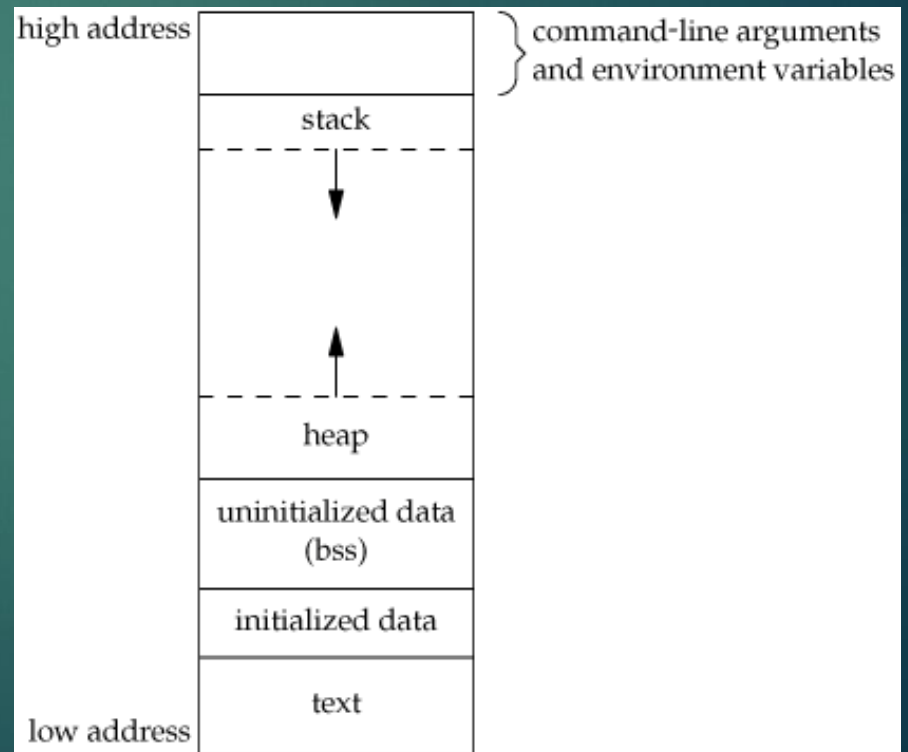 high address
command-line arguments
and environment variables
stack
heap
uninitialized data
(bss)
initialized data
text
low address